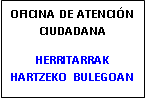 OFICINA DE ATENCIÓN
CIUDADANA
HERRITARRAK
HARTZEKO BULEGOAN